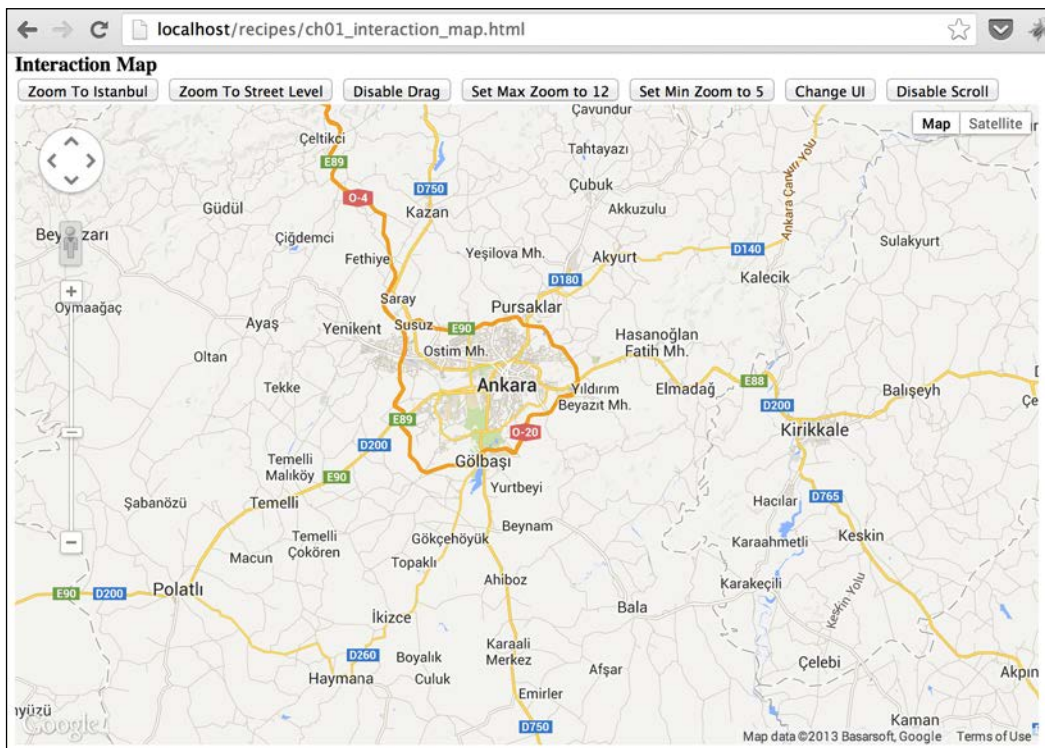 localhost/recipes/ch01_interaction_map.html
Interaction Map
Zoom To Istanbul
Zoom To Street Level
Disable Drag
Set Max Zoom to 12
Set Min Zoom to 5
Change UI
Disable Scroll
Map
Satellite
Çavundur
Çeltikci
Tahtayazı
E89
D750
Çubuk
O-4
Güdül
Kazan
Akkuzulu
Ankara Çankırı Yolu
Çiğdemci
Yeşilova Mh.
D140
Sulakyurt
Fethiye
Akyurt
D180
Kalecik
Saray
Oymaağaç
Pursaklar
Ayaş
Yenikent
Susuz
E90
Hasanoğlan
Fatih Mh.
Oltan
Ostim Mh.
Tekke
Ankara
Yıldırım
Beyazıt Mh.
Elmadağ
E88
Balışeyh
D200
E89
Kirikkale
D200
O-20
Temelli
Malıköy
Gölbaşı
E90
Yurtbeyi
Şabanözü
Temelli
Hacılar
D765
Beynam
Temelli
Çokören
Gökçehöyük
Karaahmetli
Keskin
Macun
Topaklı
Polatlı
Ahiboz
Karakeçili
E90
D200
Bala
Keskin Yolu
İkizce
Karaali
Merkez
D260
Boyalık
Afşar
Çelebi
Haymana
Culuk
Akpın
Emirler
nyüzü
Google
D750
Kaman
Map data ©2013 Basarsoft, Google
Terms of Use